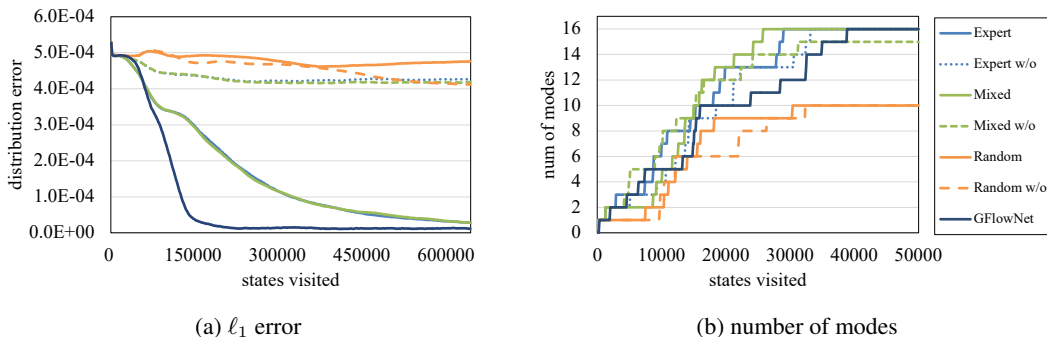 6.0E-04
5.0E-04
4.0E-04
3.0E-04
2.0E-04
1.0E-04
0.0E+00
distribution error
0 150000 300000 450000 600000
states visited
(a) ℓ1 error
16
14
12
10
8
6
4
2
0
num of modes
0 10000 20000 30000 40000 50000
states visited
(b) number of modes
Expert
Expert w/o
Mixed
Mixed w/o
Random
Random w/o
GFlowNet